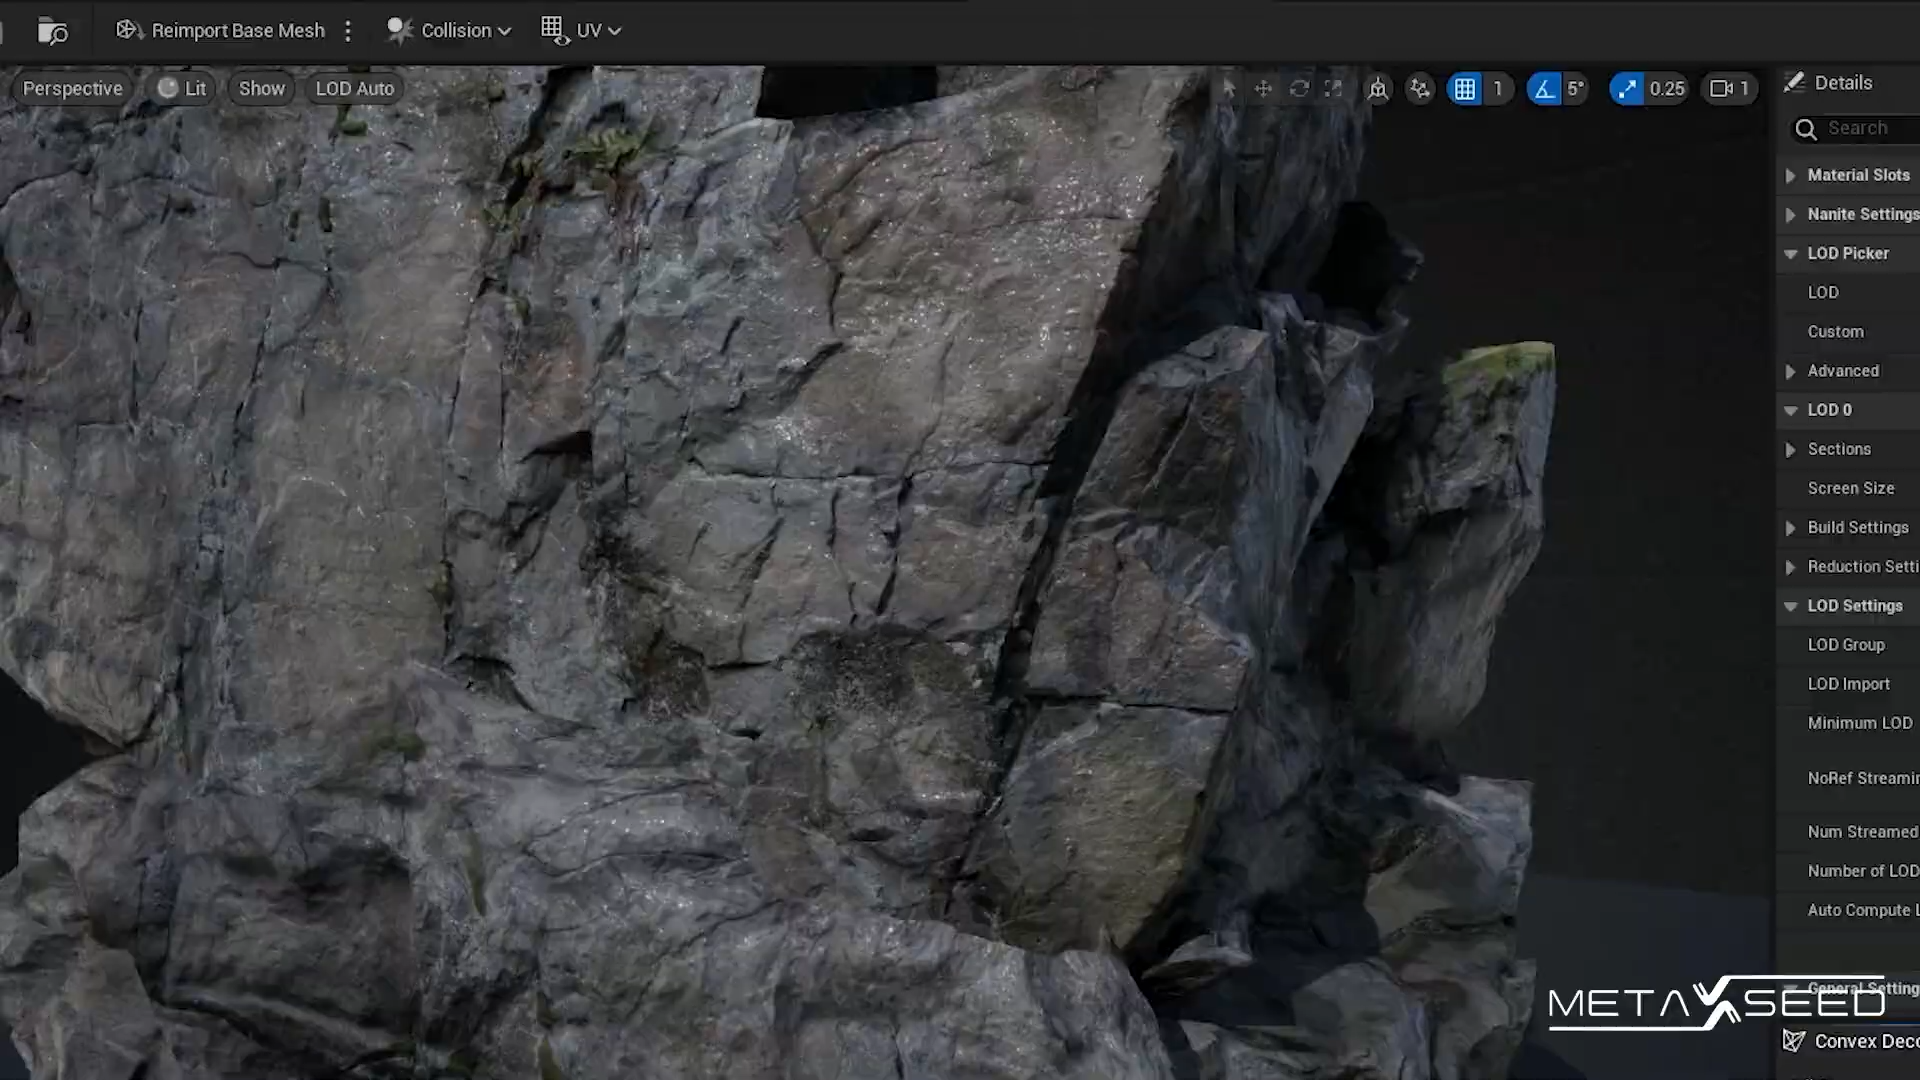 Reimport Base Mesh
Collision
UV
Perspective
Lit
Show
LOD Auto
1
5°
0.25
1
Details
Search
Material Slots
Nanite Settings
LOD Picker
LOD
Custom
Advanced
LOD 0
Sections
Screen Size
Build Settings
Reduction Setti
LOD Settings
LOD Group
LOD Import
Minimum LOD
NoRef Streamin
Num Streamed
Number of LOD
Auto Compute L
General Setting
METAXSEED
Convex Deco